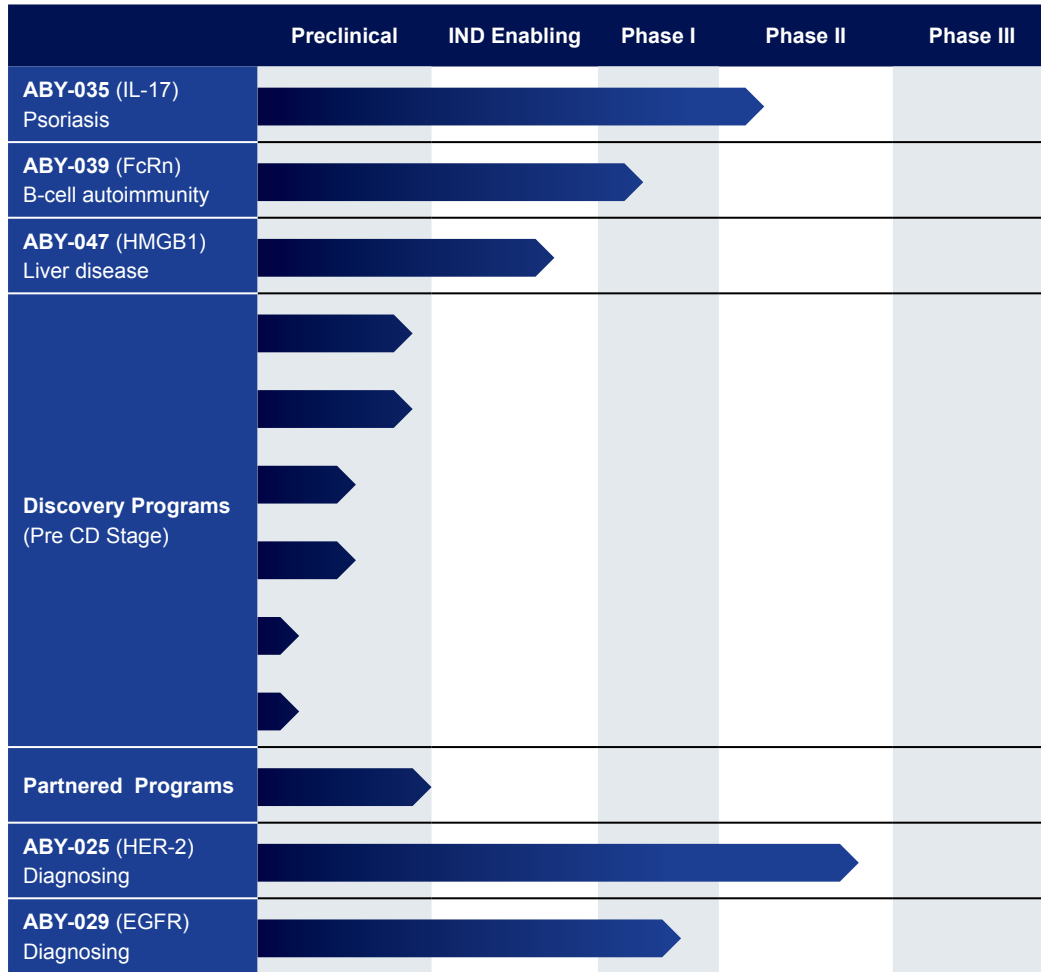 Preclinical IND Enabling Phase I Phase II Phase III
ABY-035 (IL-17)
Psoriasis
ABY-039 (FcRn)
B-cell autoimmunity
ABY-047 (HMGB1)
Liver disease
Discovery Programs
(Pre CD Stage)
Partnered Programs
ABY-025 (HER-2)
Diagnosing
ABY-029 (EGFR)
Diagnosing